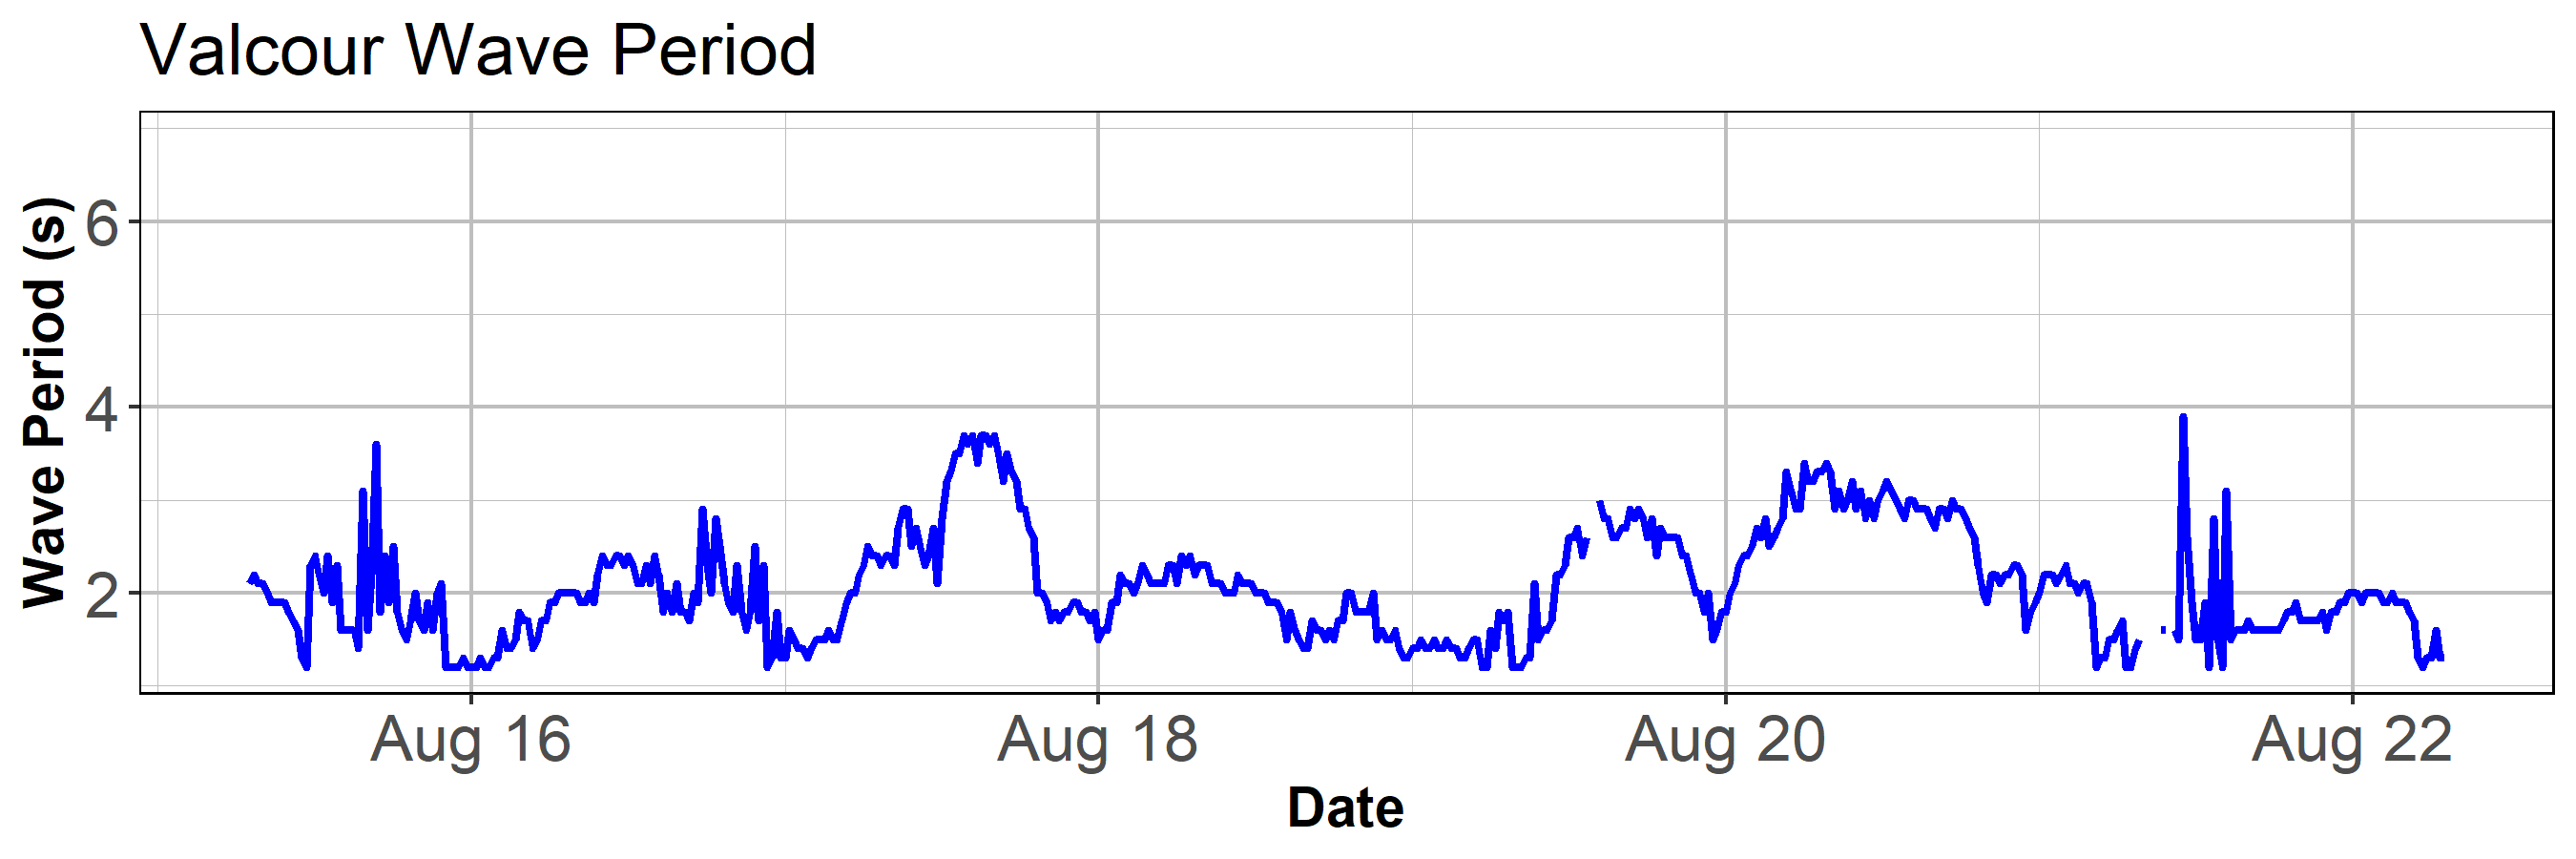 Valcour Wave Period
Wave Period (s)
6
4
2
Aug 16
Aug 18
Aug 20
Aug 22
Date